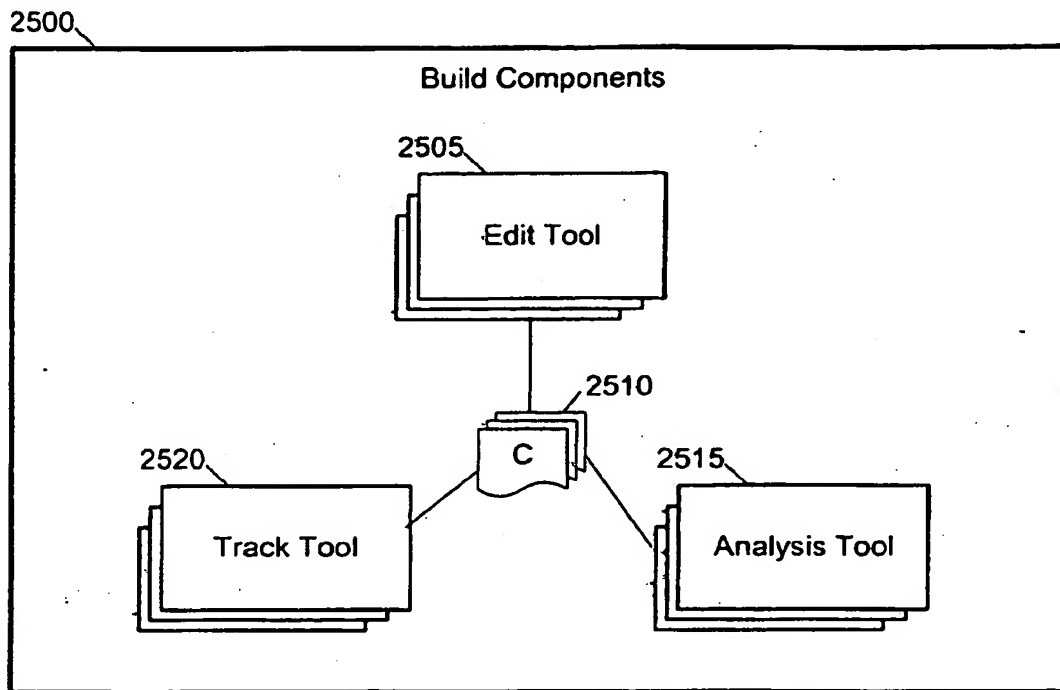 2500
Build Components
2505
Edit Tool
2510
C
2520
2515
Track Tool
Analysis Tool